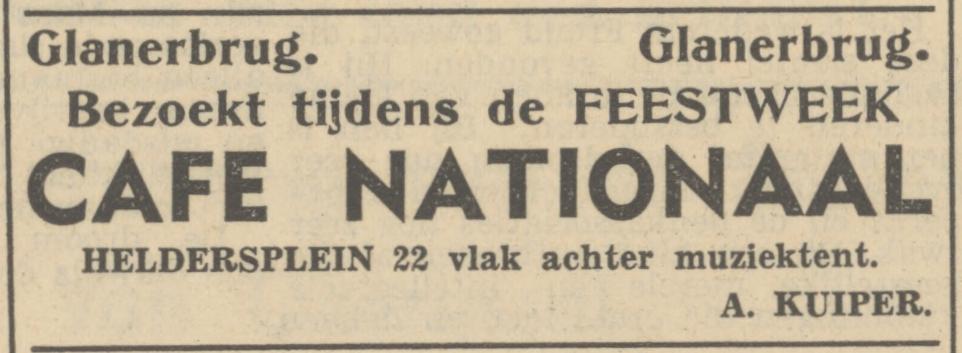 Glanerbrug. Glanerbrug.
Bezoekt tijdens de FEESTWEEK
CAFE NATIONAAL
HELDERSPLEIN 22 vlak achter muziektent.
A. KUIPER.